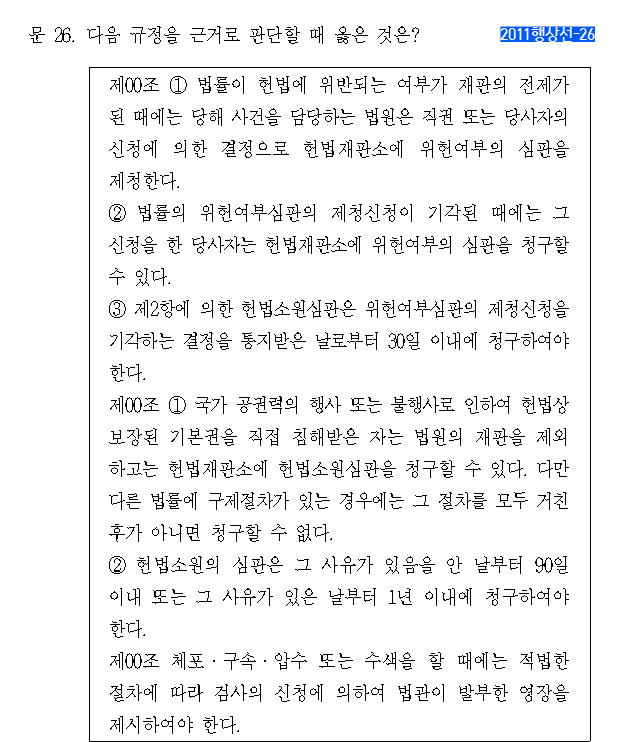 문 26. 다음 규정을 근거로 판단할 때 옳은 것은? 2011행상선-26
제00조 ① 법률이 헌법에 위반되는 여부가 재판의 전제가
된 때에는 당해 사건을 담당하는 법원은 직권 또는 당사자의
신청에 의한 결정으로 헌법재판소에 위헌여부의 심판을
제청한다.
② 법률의 위헌여부심판의 제청신청이 기각된 때에는 그
신청을 한 당사자는 헌법재판소에 위헌여부의 심판을 청구할
수 있다.
③ 제2항에 의한 헌법소원심판은 위헌여부심판의 제청신청을
기각하는 결정을 통지받은 날로부터 30일 이내에 청구하여야
한다.
제00조 ① 국가 공권력의 행사 또는 불행사로 인하여 헌법상
보장된 기본권을 직접 침해받은 자는 법원의 재판을 제외
하고는 헌법재판소에 헌법소원심판을 청구할 수 있다. 다만
다른 법률에 구제절차가 있는 경우에는 그 절차를 모두 거친
후가 아니면 청구할 수 없다.
② 헌법소원의 심판은 그 사유가 있음을 안 날부터 90일
이내 또는 그 사유가 있은 날부터 1년 이내에 청구하여야
한다.
제00조 체포·구속·압수 또는 수색을 할 때에는 적법한
절차에 따라 검사의 신청에 의하여 법관이 발부한 영장을
제시하여야 한다.